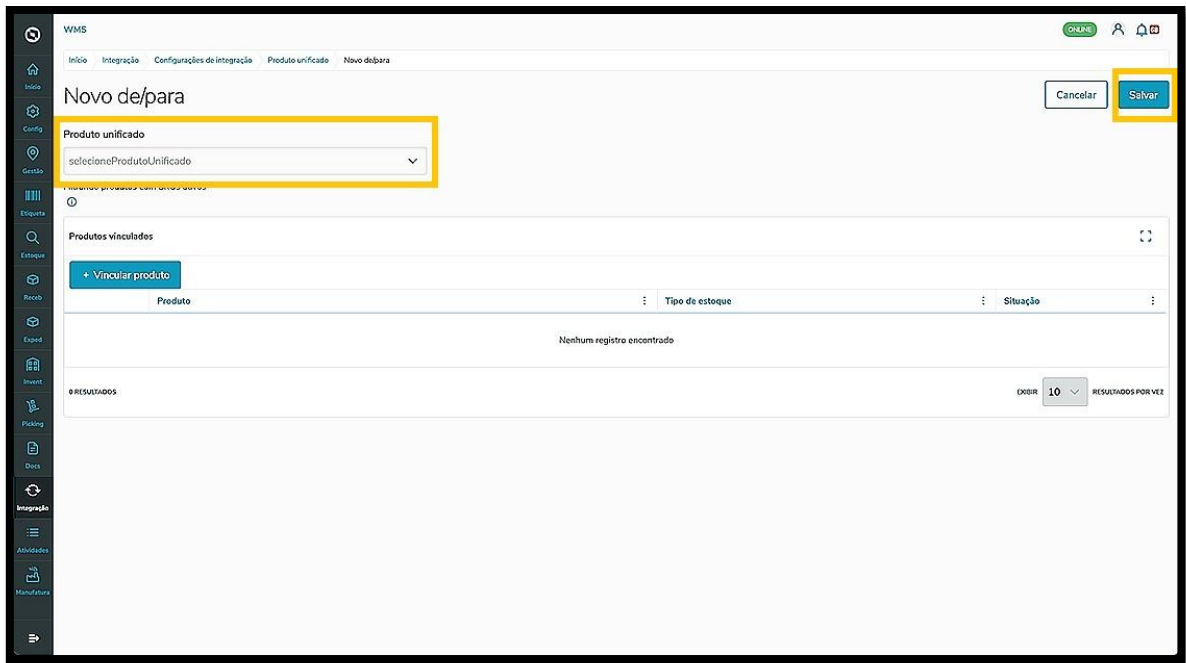 WMS
ONLINE
Início Integração Configurações de integração Produto unificado Novo de/para
Novo de/para
Cancelar
Salvar
Produto unificado
selecioneProdutoUnificado
Produtos vinculados
+ Vincular produto
Produto Tipo de estoque Situação
Nenhum registro encontrado
0 RESULTADOS
EXIBIR 10 RESULTADOS POR VEZ
Início
Config
Gestão
Etiqueta
Estoque
Receb
Exped
Invent
Picking
Docs
Integração
Atividades
Manufatura